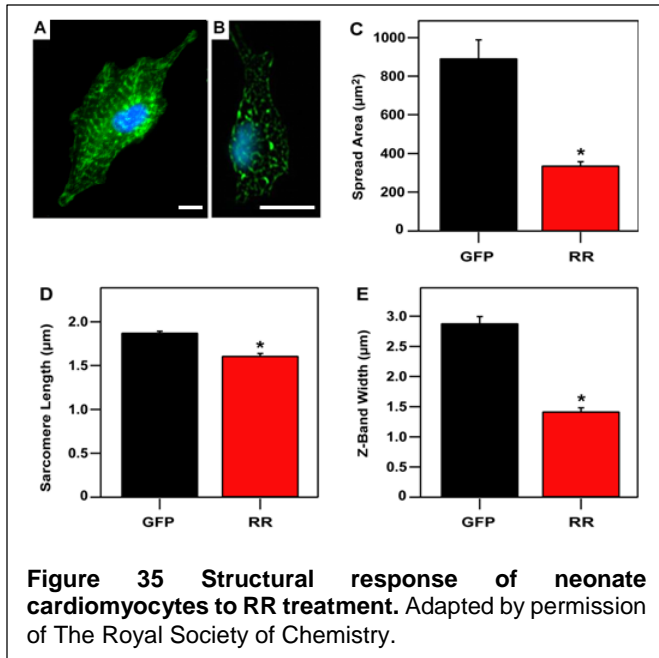 A
B
C
1000
800
600
400
200
0
Spread Area (µm²)
*
GFP RR
D
2.0
1.5
1.0
0.5
0
Sarcomere Length (µm)
*
GFP RR
E
3.0
2.5
2.0
1.5
1.0
0.5
0
Z-Band Width (µm)
*
GFP RR
Figure 35 Structural response of neonate
cardiomyocytes to RR treatment. Adapted by permission
of The Royal Society of Chemistry.